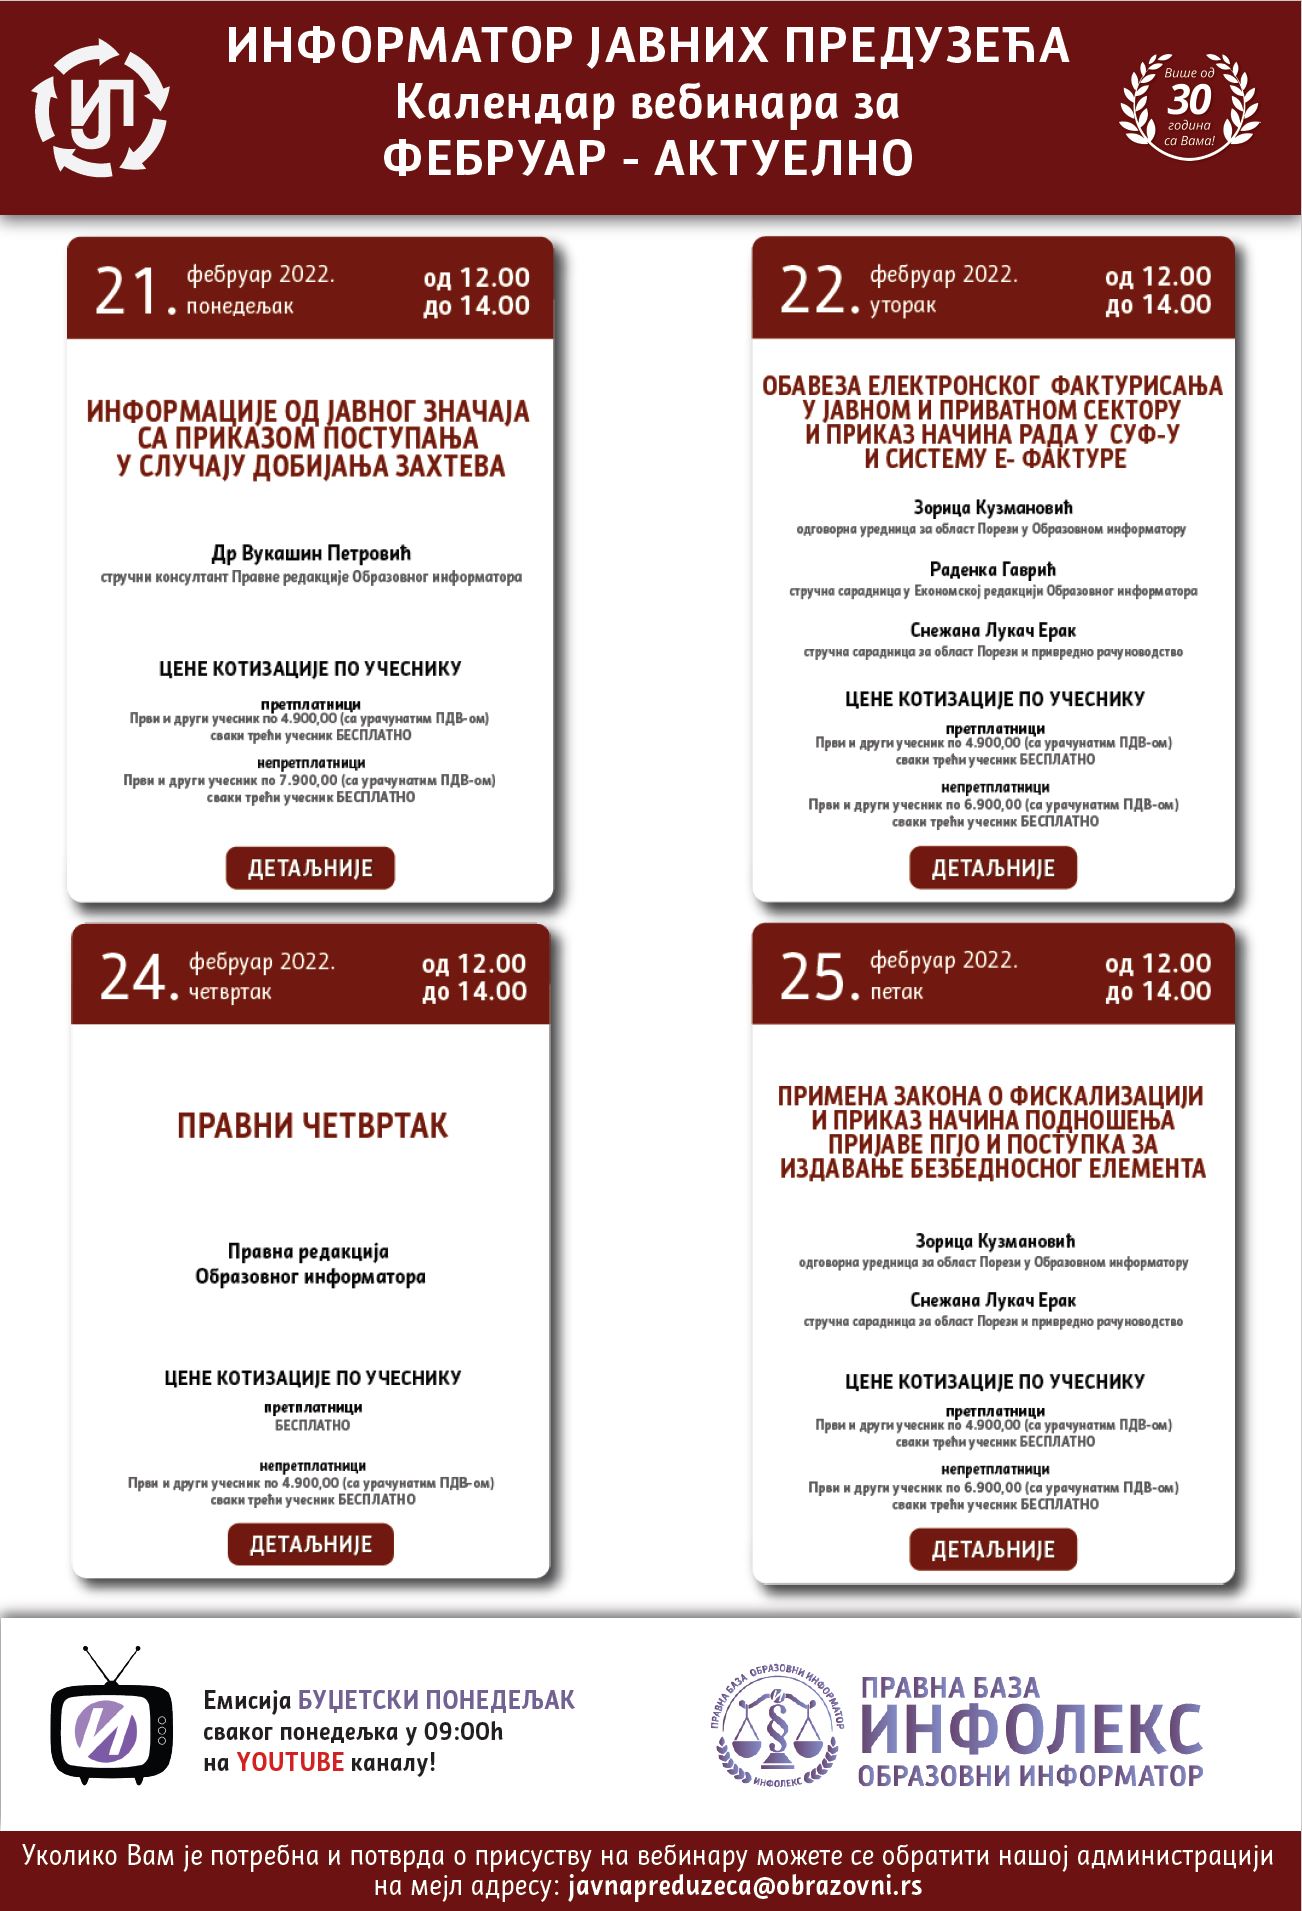 ИНФОРМАТОР ЈАВНИХ ПРЕДУЗЕЋА
Календар вебинара за
ФЕБРУАР - АКТУЕЛНО
ИЈП
Више од
30
година
са Вама!
21. фебруар 2022.
понедељак
од 12.00
до 14.00
ИНФОРМАЦИЈЕ ОД ЈАВНОГ ЗНАЧАЈА
СА ПРИКАЗОМ ПОСТУПАЊА
У СЛУЧАЈУ ДОБИЈАЊА ЗАХТЕВА
Др Вукашин Петровић
стручни консултант Правне редакције Образовног информатора
ЦЕНЕ КОТИЗАЦИЈЕ ПО УЧЕСНИКУ
претплатници
Први и други учесник по 4.900,00 (са урачунатим ПДВ-ом)
сваки трећи учесник БЕСПЛАТНО
непретплатници
Први и други учесник по 7.900,00 (са урачунатим ПДВ-ом)
сваки трећи учесник БЕСПЛАТНО
ДЕТАЉНИЈЕ
22. фебруар 2022.
уторак
од 12.00
до 14.00
ОБАВЕЗА ЕЛЕКТРОНСКОГ ФАКТУРИСАЊА
У ЈАВНОМ И ПРИВАТНОМ СЕКТОРУ
И ПРИКАЗ НАЧИНА РАДА У СУФ-У
И СИСТЕМУ Е- ФАКТУРЕ
Зорица Кузмановић
одговорна уредница за област Порези у Образовном информатору
Раденка Гаврић
стручна сарадница у Економској редакцији Образовног информатора
Снежана Лукач Ерак
стручна сарадница за област Порези и привредно рачуноводство
ЦЕНЕ КОТИЗАЦИЈЕ ПО УЧЕСНИКУ
претплатници
Први и други учесник по 4.900,00 (са урачунатим ПДВ-ом)
сваки трећи учесник БЕСПЛАТНО
непретплатници
Први и други учесник по 6.900,00 (са урачунатим ПДВ-ом)
сваки трећи учесник БЕСПЛАТНО
ДЕТАЉНИЈЕ
24. фебруар 2022.
четвртак
од 12.00
до 14.00
ПРАВНИ ЧЕТВРТАК
Правна редакција
Образовног информатора
ЦЕНЕ КОТИЗАЦИЈЕ ПО УЧЕСНИКУ
претплатници
БЕСПЛАТНО
непретплатници
Први и други учесник по 4.900,00 (са урачунатим ПДВ-ом)
сваки трећи учесник БЕСПЛАТНО
ДЕТАЉНИЈЕ
25. фебруар 2022.
петак
од 12.00
до 14.00
ПРИМЕНА ЗАКОНА О ФИСКАЛИЗАЦИЈИ
И ПРИКАЗ НАЧИНА ПОДНОШЕЊА
ПРИЈАВЕ ПГЈО И ПОСТУПКА ЗА
ИЗДАВАЊЕ БЕЗБЕДНОСНОГ ЕЛЕМЕНТА
Зорица Кузмановић
одговорна уредница за област Порези у Образовном информатору
Снежана Лукач Ерак
стручна сарадница за област Порези и привредно рачуноводство
ЦЕНЕ КОТИЗАЦИЈЕ ПО УЧЕСНИКУ
претплатници
Први и други учесник по 4.900,00 (са урачунатим ПДВ-ом)
сваки трећи учесник БЕСПЛАТНО
непретплатници
Први и други учесник по 6.900,00 (са урачунатим ПДВ-ом)
сваки трећи учесник БЕСПЛАТНО
ДЕТАЉНИЈЕ
И
Емисија БУЏЕТСКИ ПОНЕДЕЉАК
сваког понедељка у 09:00h
на YOUTUBE каналу!
ПРАВНА БАЗА ОБРАЗОВНИ ИНФОРМАТОР
И
§
ИНФОЛЕКС
ПРАВНА БАЗА
ИНФОЛЕКС
ОБРАЗОВНИ ИНФОРМАТОР
Уколико Вам је потребна и потврда о присуству на вебинару можете се обратити нашој администрацији
на мејл адресу: javnapreduzeca@obrazovni.rs